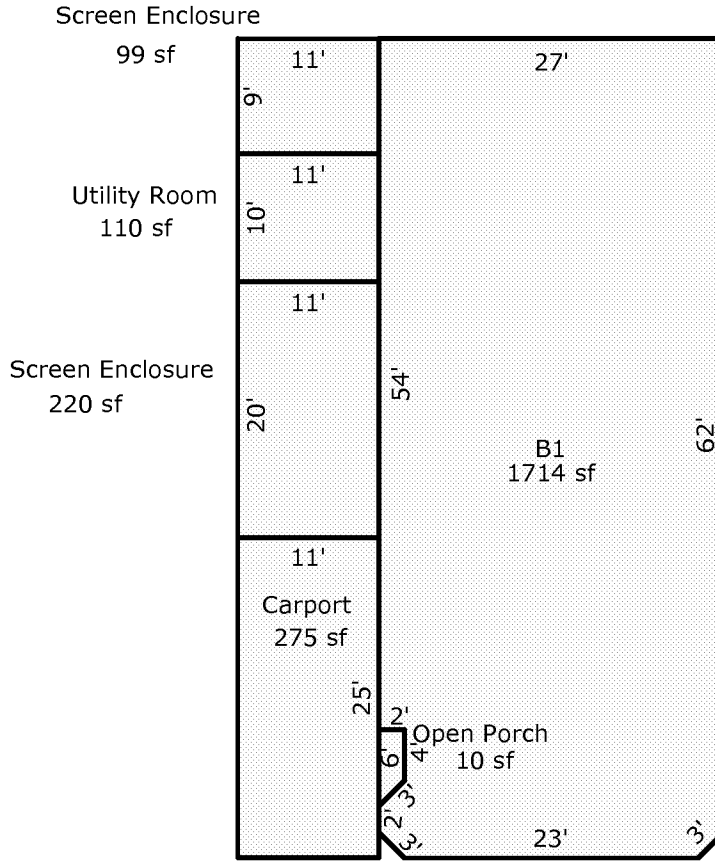 Screen Enclosure
99 sf
11'
27'
9'
11'
Utility Room
110 sf
10'
11'
Screen Enclosure
220 sf
20'
54'
62'
B1
1714 sf
11'
Carport
275 sf
25'
2'
Open Porch
10 sf
6'
4'
3'
2'
3'
23'
3'